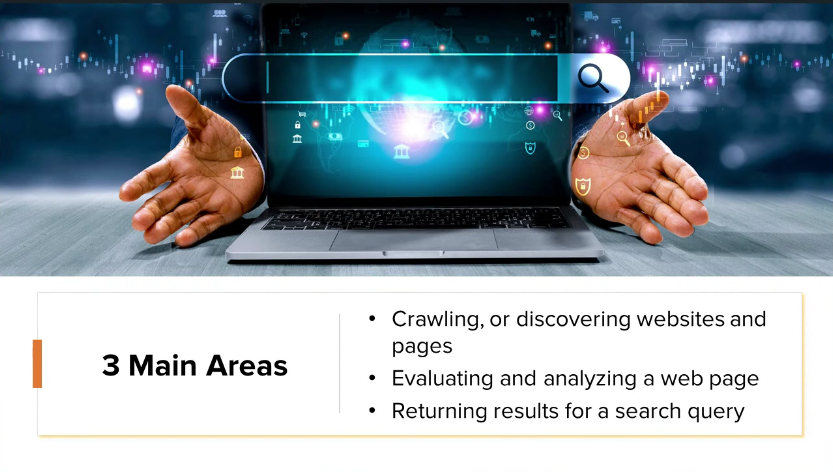 3 Main Areas
• Crawling, or discovering websites and
pages
• Evaluating and analyzing a web page
• Returning results for a search query